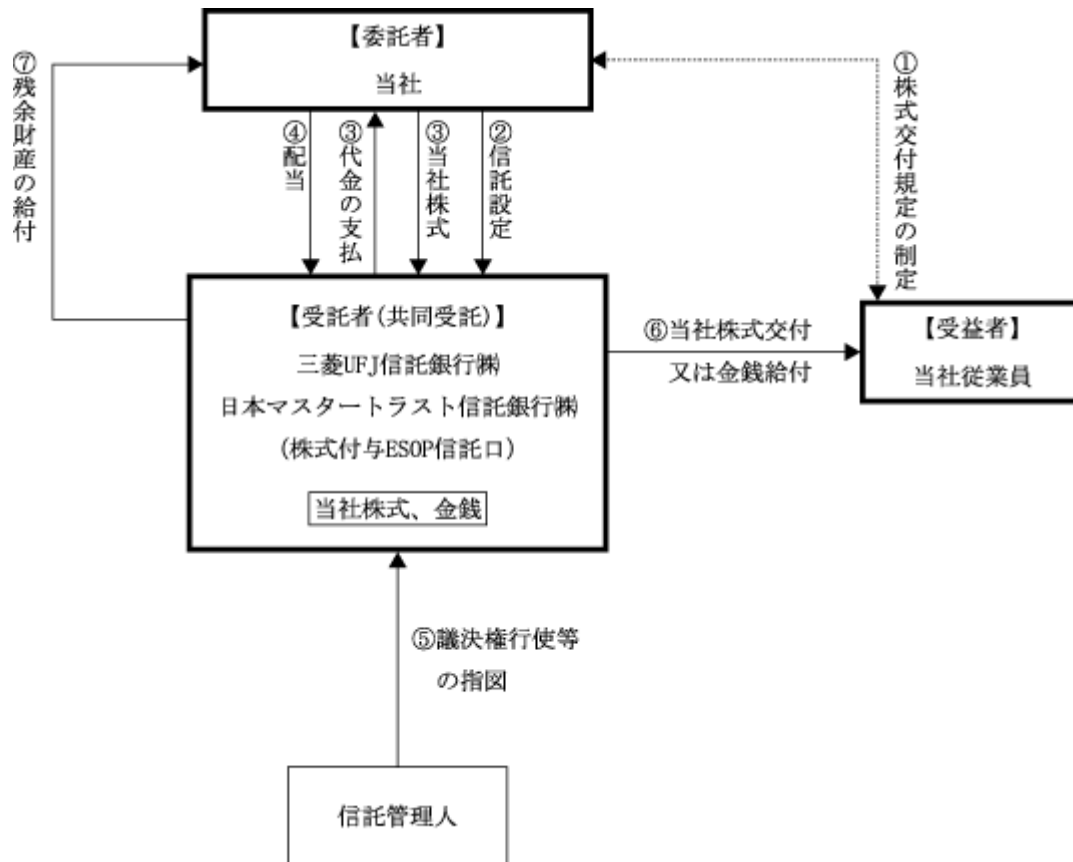 【委託者】
当社
⑦残余財産の給付
④配当
③代金の支払
③当社株式
②信託設定
①株式交付規定の制定
【受託者(共同受託)】
三菱UFJ信託銀行㈱
日本マスタートラスト信託銀行㈱
(株式付与ESOP信託口)
当社株式、金銭
⑥当社株式交付
又は金銭給付
【受益者】
当社従業員
⑤議決権行使等
の指図
信託管理人